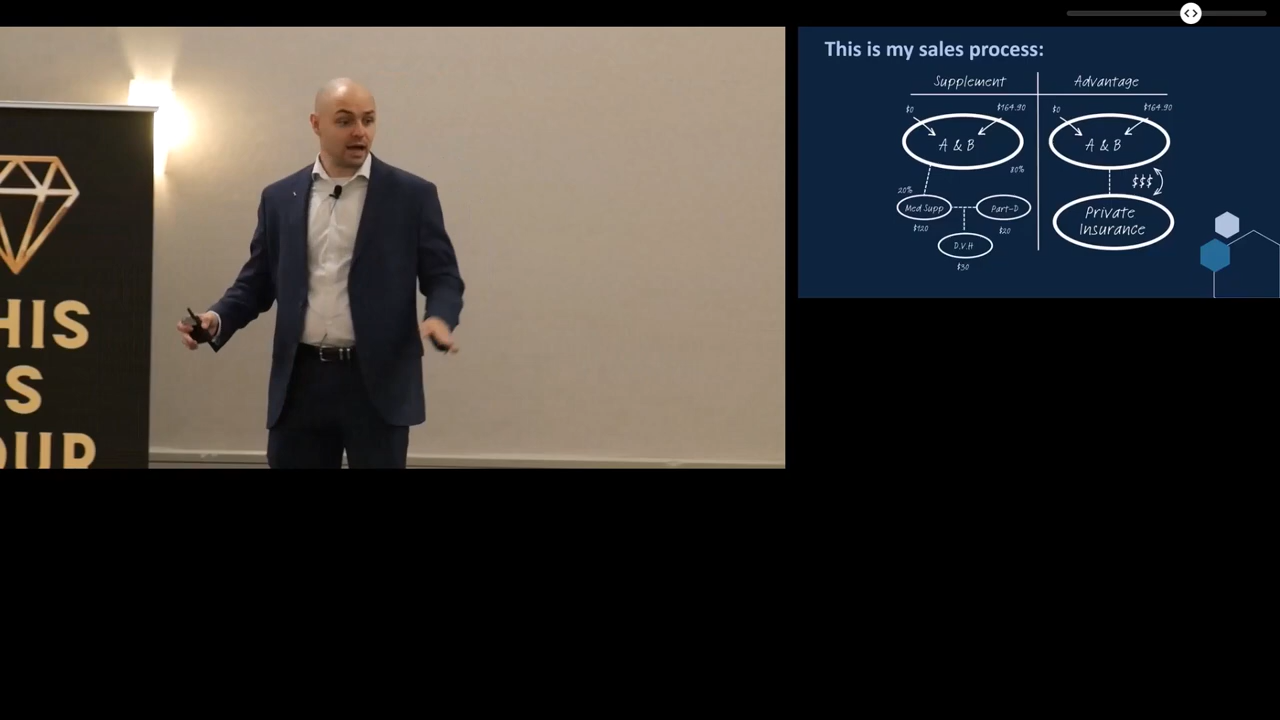 HIS
S
OUR
This is my sales process:
Supplement
Advantage
$0
$164.90
A & B
80%
20%
Med Supp
Part-D
$120
$20
D.V.H
$30
$0
$164.90
A & B
$$$
Private
Insurance